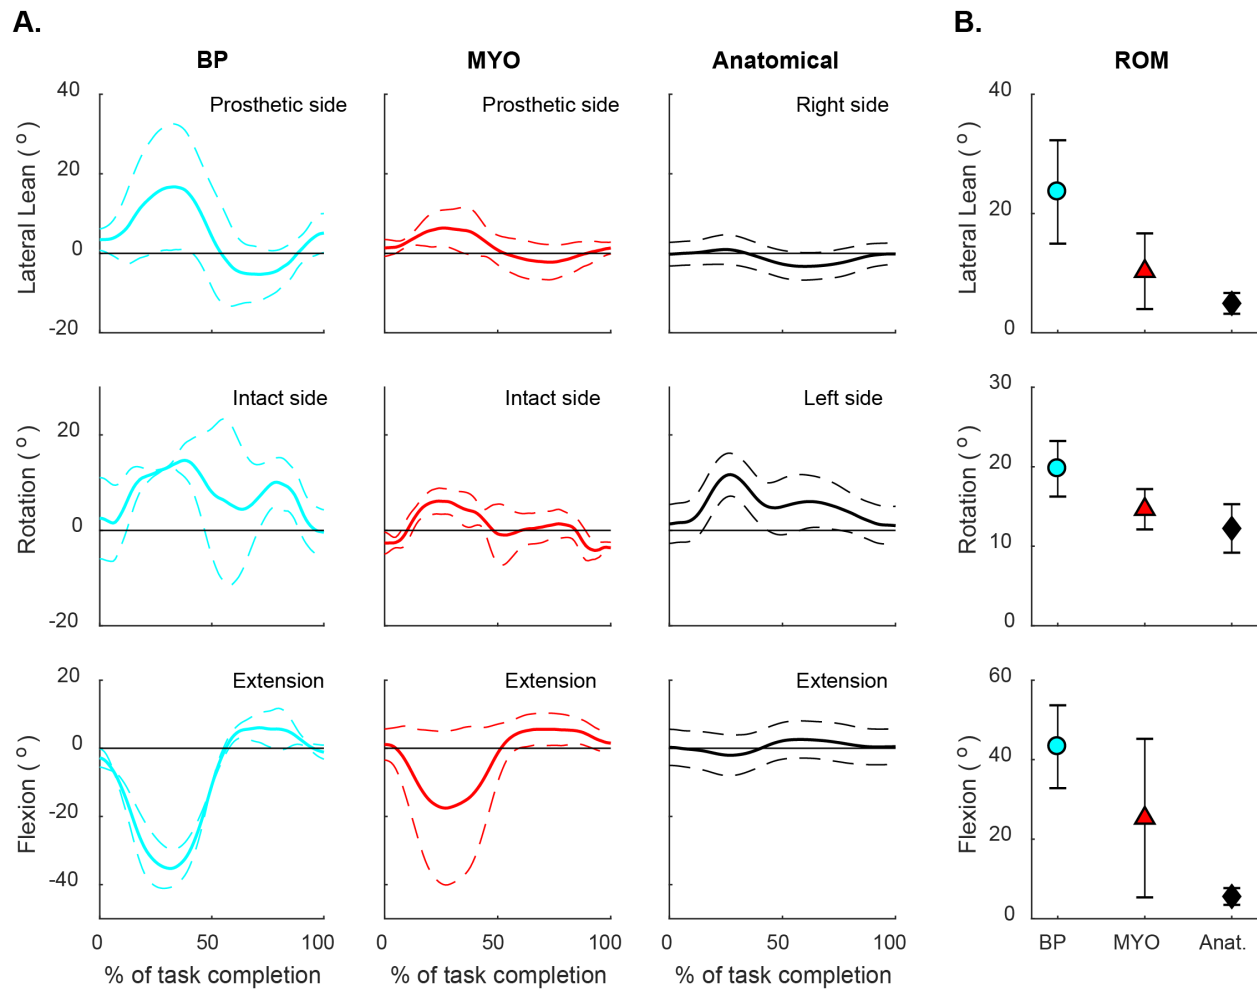 A.
B.
BP
MYO
Anatomical
ROM
Lateral Lean ( o )
40
20
0
-20
Prosthetic side
Prosthetic side
Right side
Lateral Lean ( o )
40
20
0
Rotation ( o )
20
0
-20
Intact side
Intact side
Left side
Rotation ( o )
30
20
10
0
Flexion ( o )
20
0
-20
-40
Extension
Extension
Extension
Flexion ( o )
60
40
20
0
0 50 100
0 50 100
0 50 100
BP MYO Anat.
% of task completion
% of task completion
% of task completion